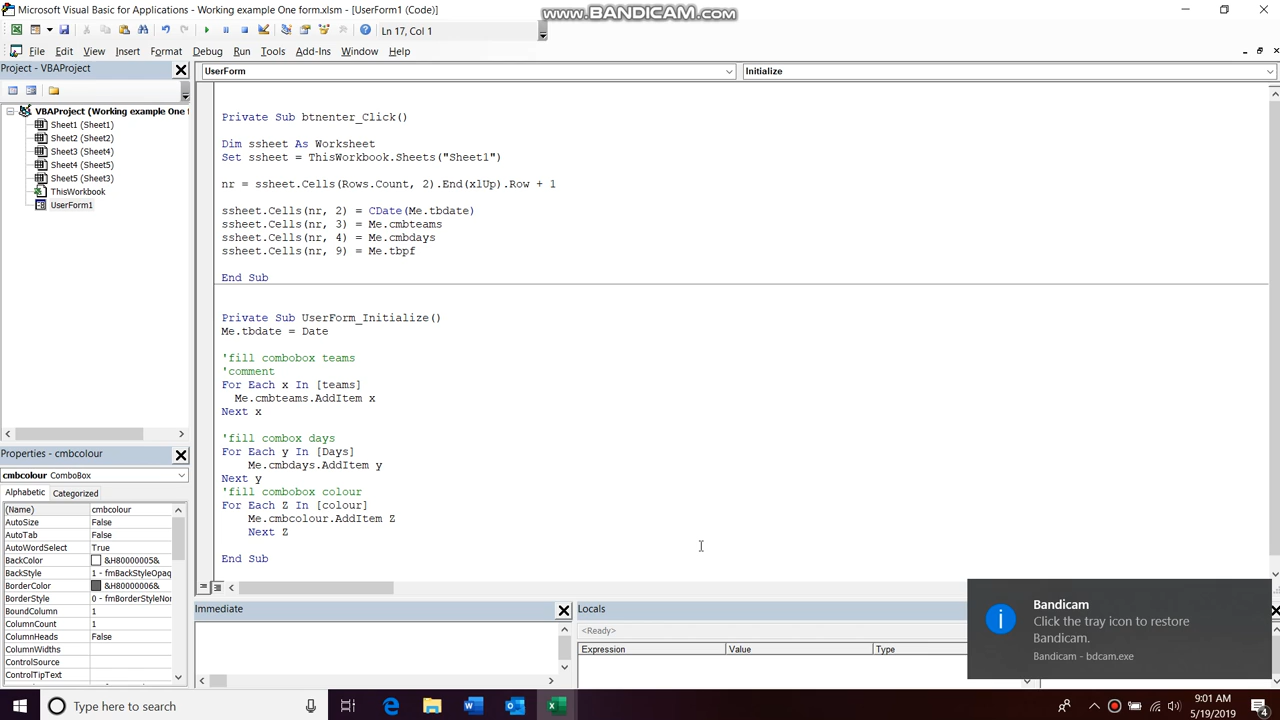 Microsoft Visual Basic for Applications - Working example One form.xlsm - [UserForm1 (Code)]
www.BANDICAM.com
Ln 17, Col 1
File Edit View Insert Format Debug Run Tools Add-Ins Window Help
Project - VBAProject
VBAProject (Working example One f
Sheet1 (Sheet1)
Sheet2 (Sheet2)
Sheet3 (Sheet4)
Sheet4 (Sheet5)
Sheet5 (Sheet3)
ThisWorkbook
UserForm1
UserForm
Initialize
Private Sub btnenter_Click()
Dim ssheet As Worksheet
Set ssheet = ThisWorkbook.Sheets("Sheet1")
nr = ssheet.Cells(Rows.Count, 2).End(xlUp).Row + 1
ssheet.Cells(nr, 2) = CDate(Me.tbdate)
ssheet.Cells(nr, 3) = Me.cmbteams
ssheet.Cells(nr, 4) = Me.cmbdays
ssheet.Cells(nr, 9) = Me.tbpf
End Sub
Private Sub UserForm_Initialize()
Me.tbdate = Date
'fill combobox teams
'comment
For Each x In [teams]
Me.cmbteams.AddItem x
Next x
'fill combox days
For Each y In [Days]
Me.cmbdays.AddItem y
Next y
'fill combobox colour
For Each Z In [colour]
Me.cmbcolour.AddItem Z
Next Z
End Sub
Properties - cmbcolour
cmbcolour ComboBox
Alphabetic Categorized
(Name) cmbcolour
AutoSize False
AutoTab False
AutoWordSelect True
BackColor &H80000005&
BackStyle 1 - fmBackStyleOpaq
BorderColor &H80000006&
BorderStyle 0 - fmBorderStyleNon
BoundColumn 1
ColumnCount 1
ColumnHeads False
ColumnWidths
ControlSource
ControlTipText
Immediate
Locals
<Ready>
Expression Value Type
Bandicam
Click the tray icon to restore
Bandicam.
Bandicam - bdcam.exe
Type here to search
9:01 AM
5/19/2019
4